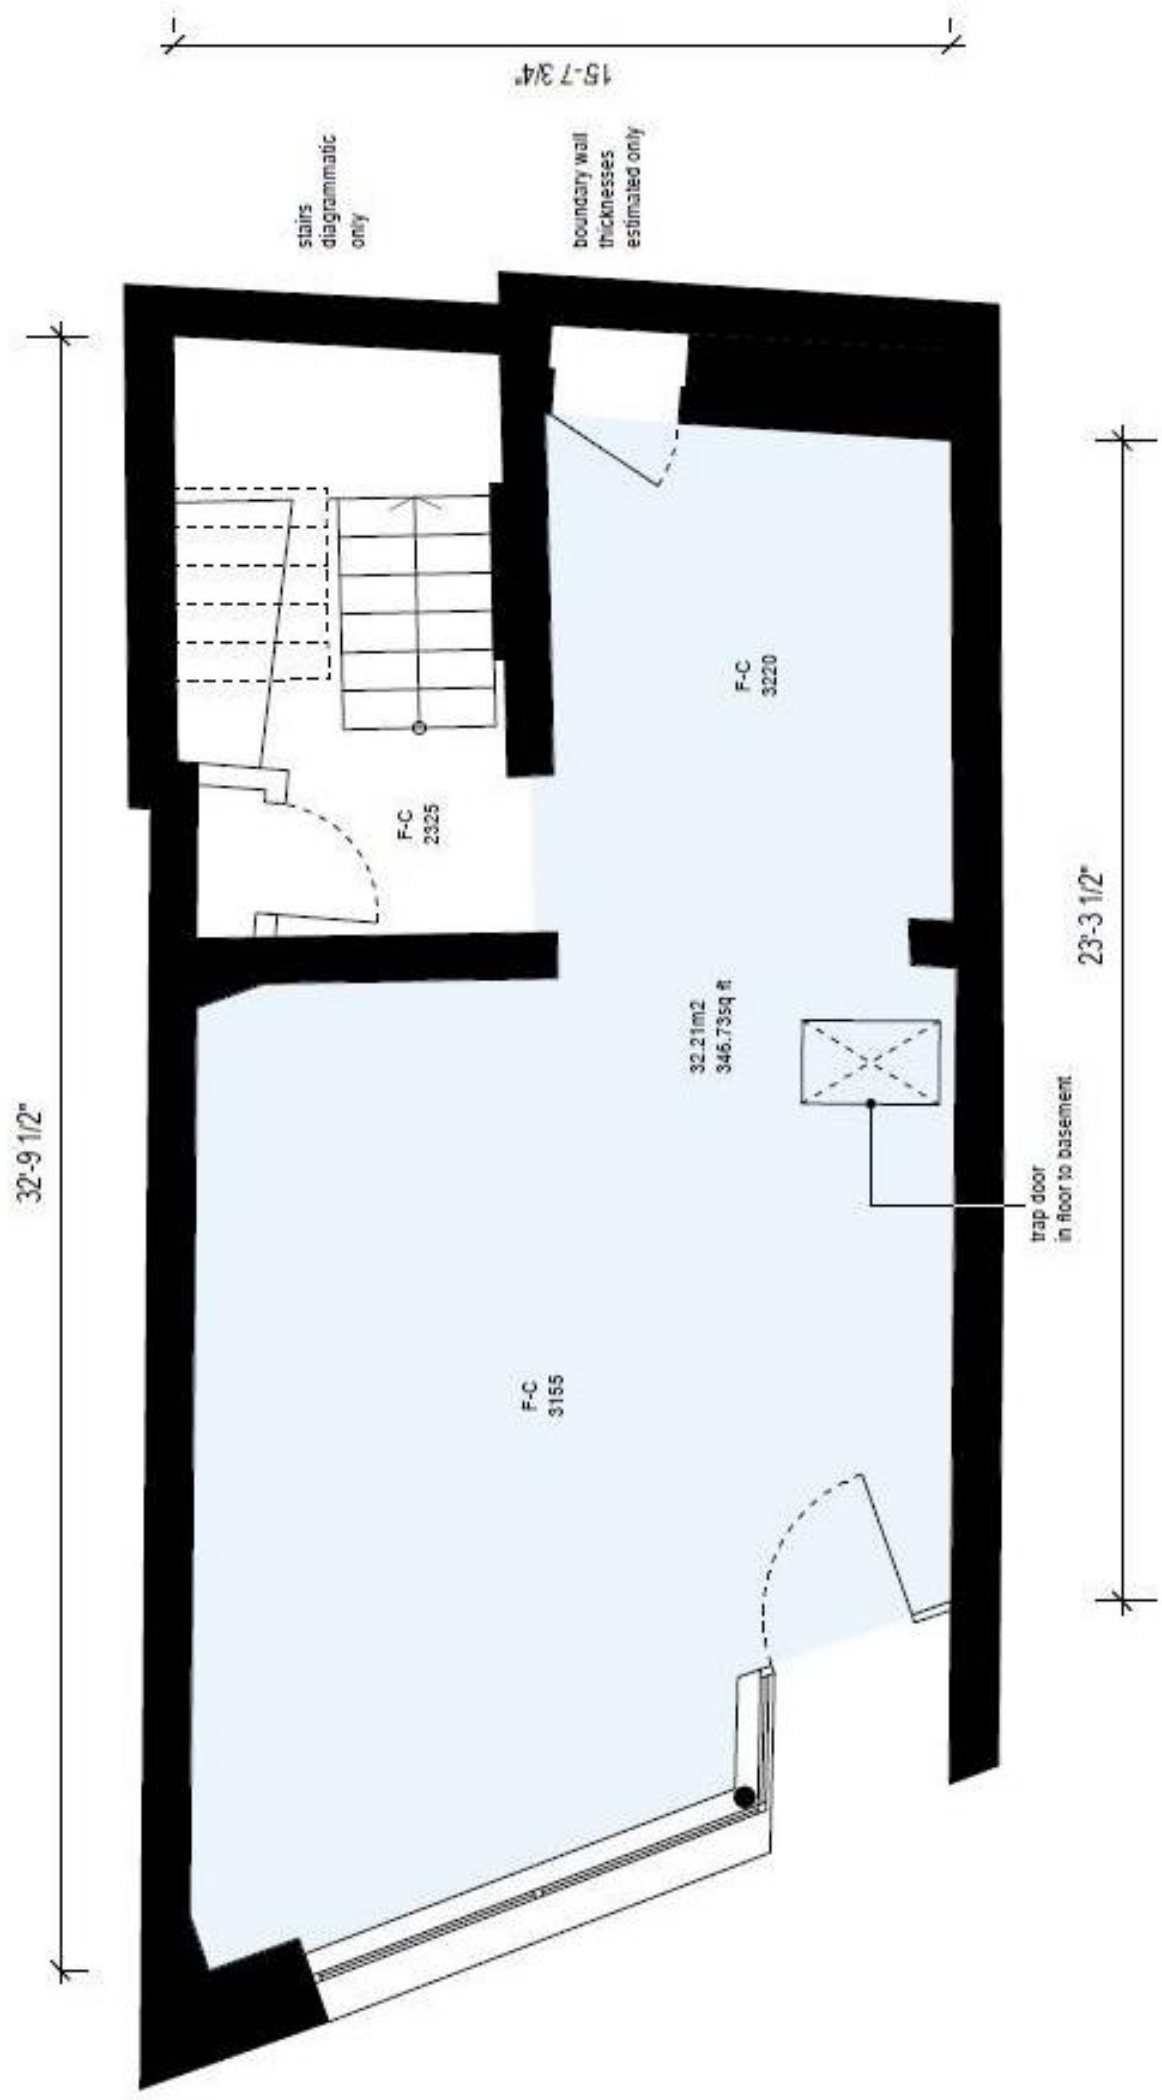 15-7 3/4"
stairs
diagrammatic
only
boundary wall
thicknesses
estimated only
32'-9 1/2"
F-C
2325
F-C
3220
23'-3 1/2"
32.21m2
346.73sq ft
trap door
in floor to basement
F-C
3155